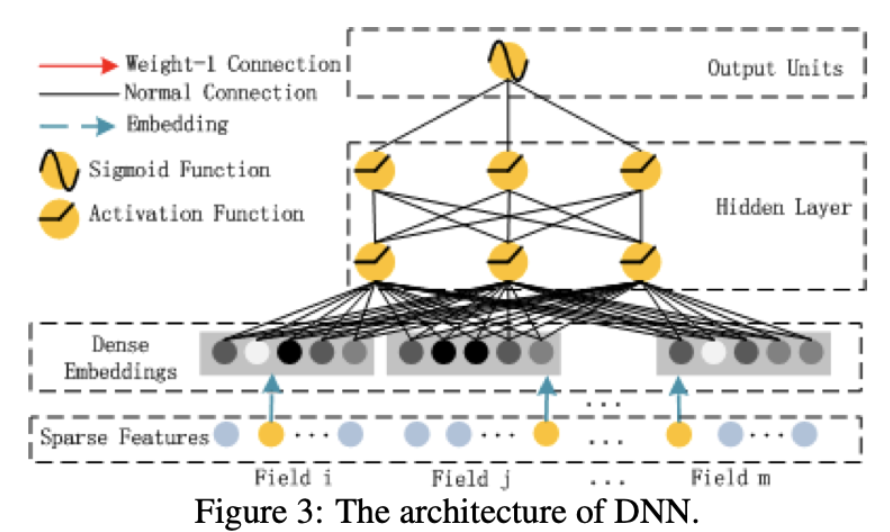 Weight-1 Connection
Normal Connection
Embedding
Sigmoid Function
Activation Function
Output Units
Hidden Layer
Dense
Embeddings
...
Sparse Features ... ... ... ...
Field i Field j ... Field m
Figure 3: The architecture of DNN.